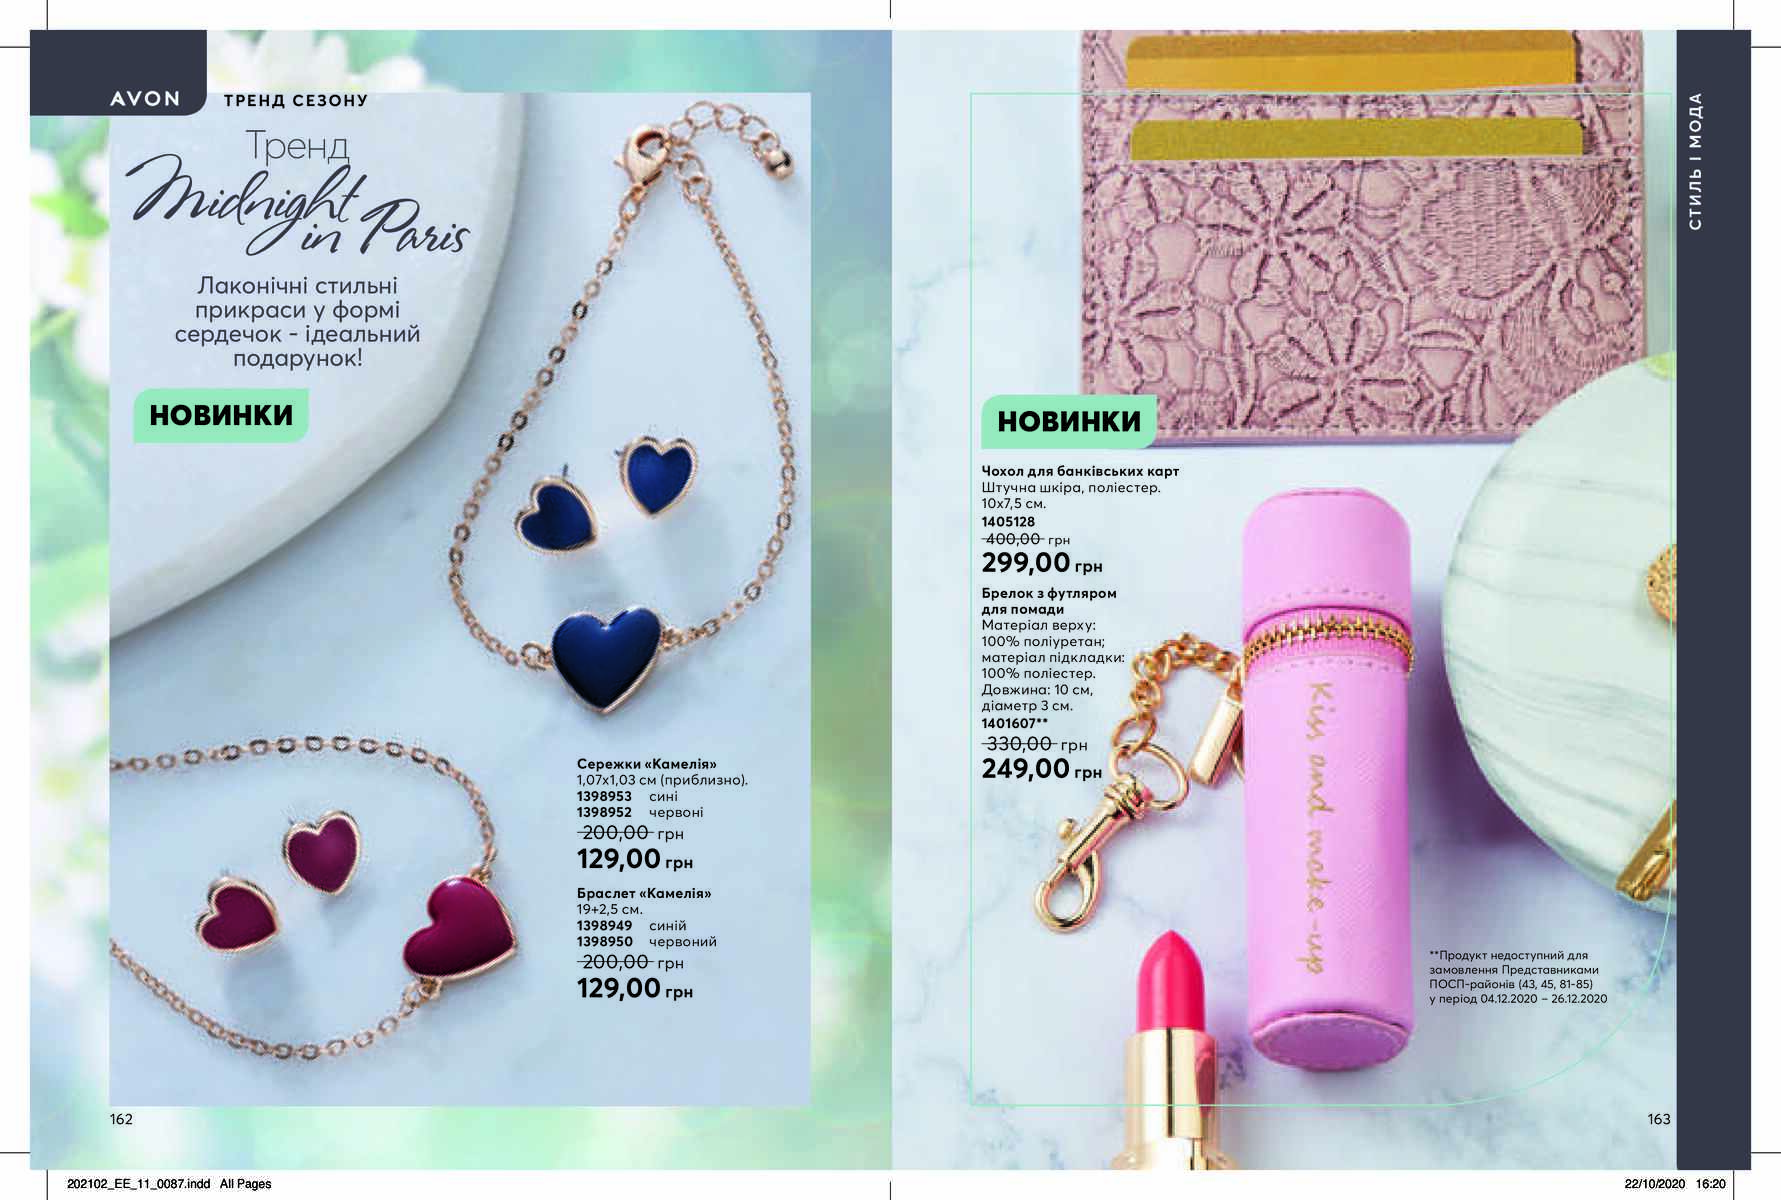 AVON
ТРЕНД СЕЗОНУ
Тренд
Midnight
in Paris
Лаконічні стильні
прикраси у формі
сердечок - ідеальний
подарунок!
НОВИНКИ
Сережки «Камелія»
1,07х1,03 см (приблизно).
1398953 сині
1398952 червоні
200,00 грн
129,00 грн
Браслет «Камелія»
19+2,5 см.
1398949 синій
1398950 червоний
200,00 грн
129,00 грн
162
СТИЛЬ І МОДА
НОВИНКИ
Чохол для банківських карт
Штучна шкіра, поліестер.
10х7,5 см.
1405128
400,00 грн
299,00 грн
Брелок з футляром
для помади
Матеріал верху:
100% поліуретан;
матеріал підкладки:
100% поліестер.
Довжина: 10 см,
діаметр 3 см.
1401607**
330,00 грн
249,00 грн
Kiss and make-up
**Продукт недоступний для
замовлення Представниками
ПОСП-районів (43, 45, 81-85)
у період 04.12.2020 – 26.12.2020
163
202102_EE_11_0087.indd All Pages
22/10/2020 16:20